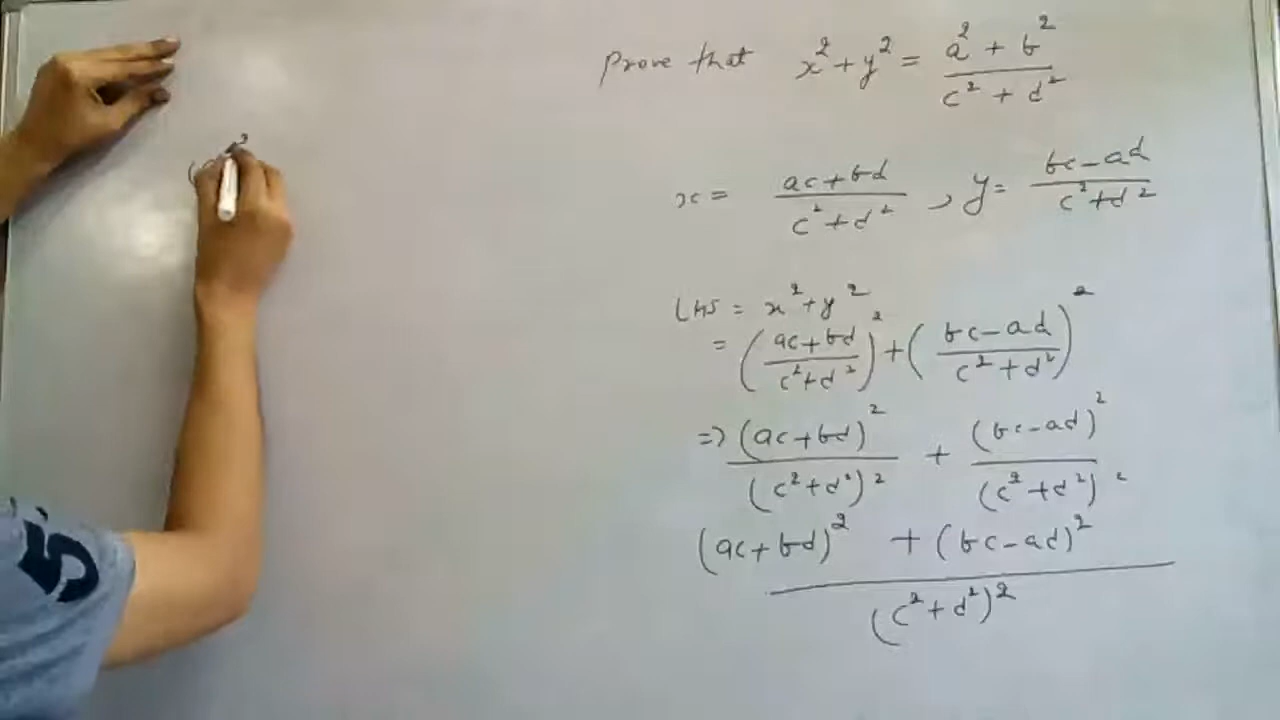 prove that x² + y² = (a² + b²)/(c² + d²)
x = (ac+bd)/(c²+d²) , y = (bc-ad)/(c²+d²)
LHS = x² + y²
= ((ac+bd)/(c²+d²))² + ((bc-ad)/(c²+d²))²
=> (ac+bd)²/(c²+d²)² + (bc-ad)²/(c²+d²)²
((ac+bd)² + (bc-ad)²)/(c²+d²)²
5